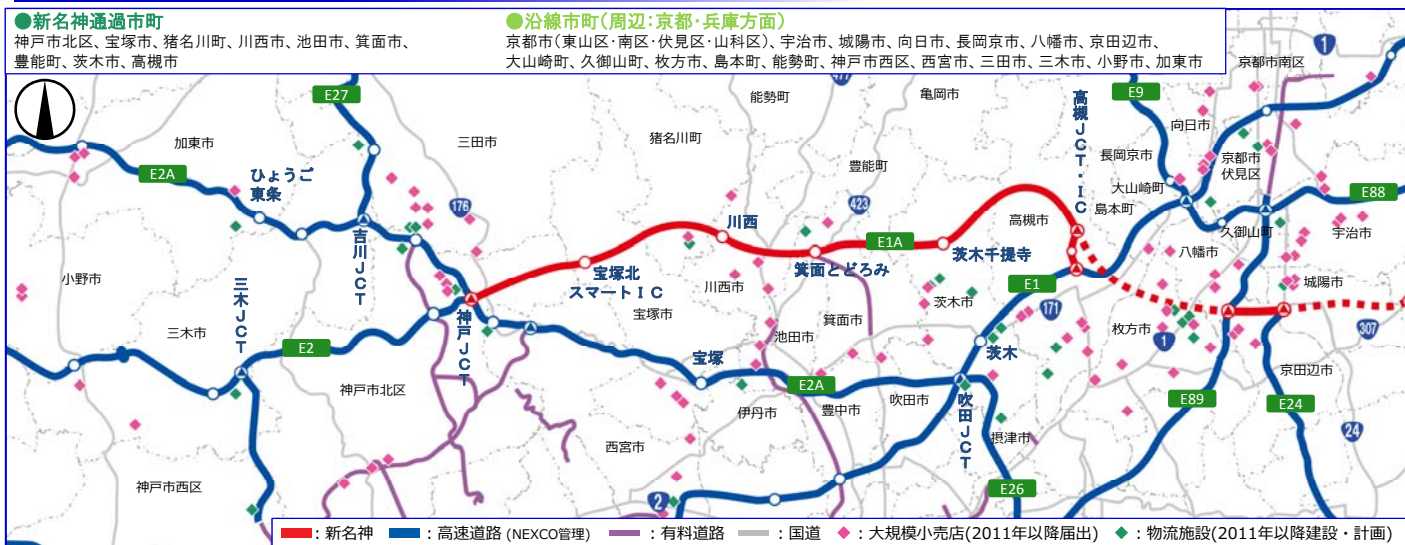 ●新名神通過市町
神戸市北区、宝塚市、猪名川町、川西市、池田市、箕面市、
豊能町、茨木市、高槻市
●沿線市町(周辺:京都・兵庫方面)
京都市(東山区・南区・伏見区・山科区)、宇治市、城陽市、向日市、長岡京市、八幡市、京田辺市、
大山崎町、久御山町、枚方市、島本町、能勢町、神戸市西区、西宮市、三田市、三木市、小野市、加東市
1
京都市南区
477
能勢町
亀岡市
E27
E9
高槻JCT・IC
向日市
加東市
三田市
猪名川町
長岡京市
京都市
伏見区
豊能町
E2A
ひょうご
東条
大山崎町
E88
176
423
島本町
高槻市
川西
久御山町
宇治市
吉川JCT
E1A
八幡市
茨木千提寺
箕面とどろみ
宝塚北
スマートIC
小野市
三木JCT
川西市
E1
城陽市
茨木市
宝塚市
神戸JCT
171
箕面市
枚方市
307
三木市
池田市
1
E2
茨木
宝塚
京田辺市
神戸市北区
E2A
吹田市
E89
E24
伊丹市
豊中市
吹田JCT
24
摂津市
西宮市
神戸市西区
E26
2
:新名神
:高速道路(NEXCO管理)
:有料道路
:国道
:大規模小売店(2011年以降届出)
:物流施設(2011年以降建設・計画)